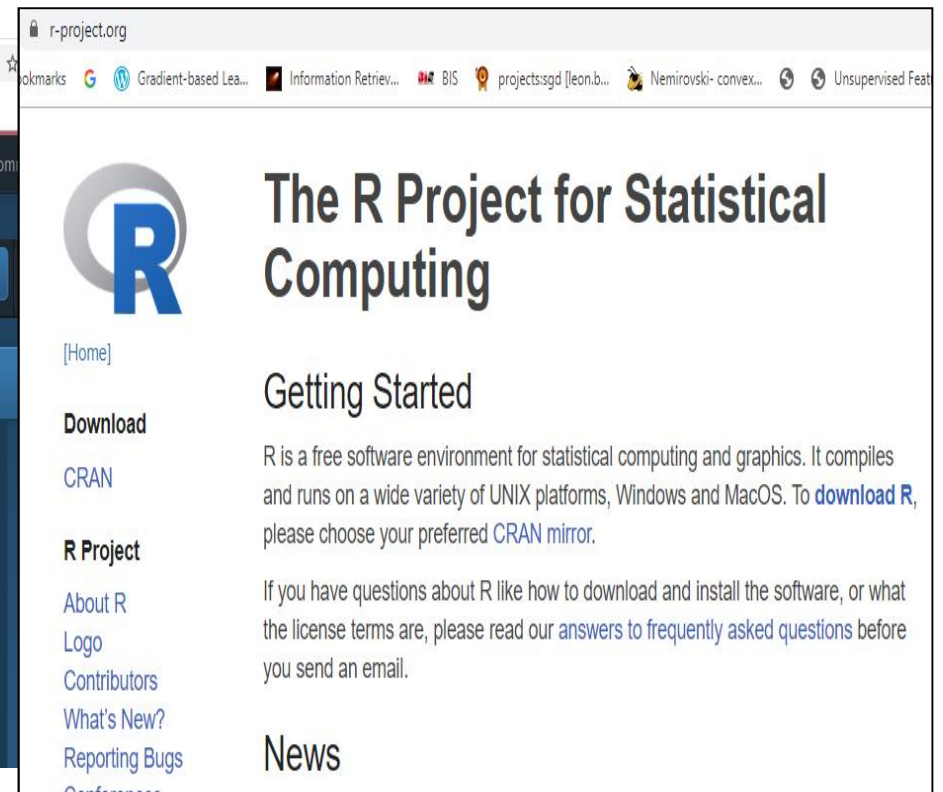 r-project.org
Gradient-based Lea...
Information Retriev...
BIS
projects:sgd [leon.b...
Nemirovski- convex...
Unsupervised Feat
R
The R Project for Statistical
Computing
[Home]
Download
CRAN
R Project
About R
Logo
Contributors
What's New?
Reporting Bugs
Getting Started
R is a free software environment for statistical computing and graphics. It compiles
and runs on a wide variety of UNIX platforms, Windows and MacOS. To download R,
please choose your preferred CRAN mirror.
If you have questions about R like how to download and install the software, or what
the license terms are, please read our answers to frequently asked questions before
you send an email.
News